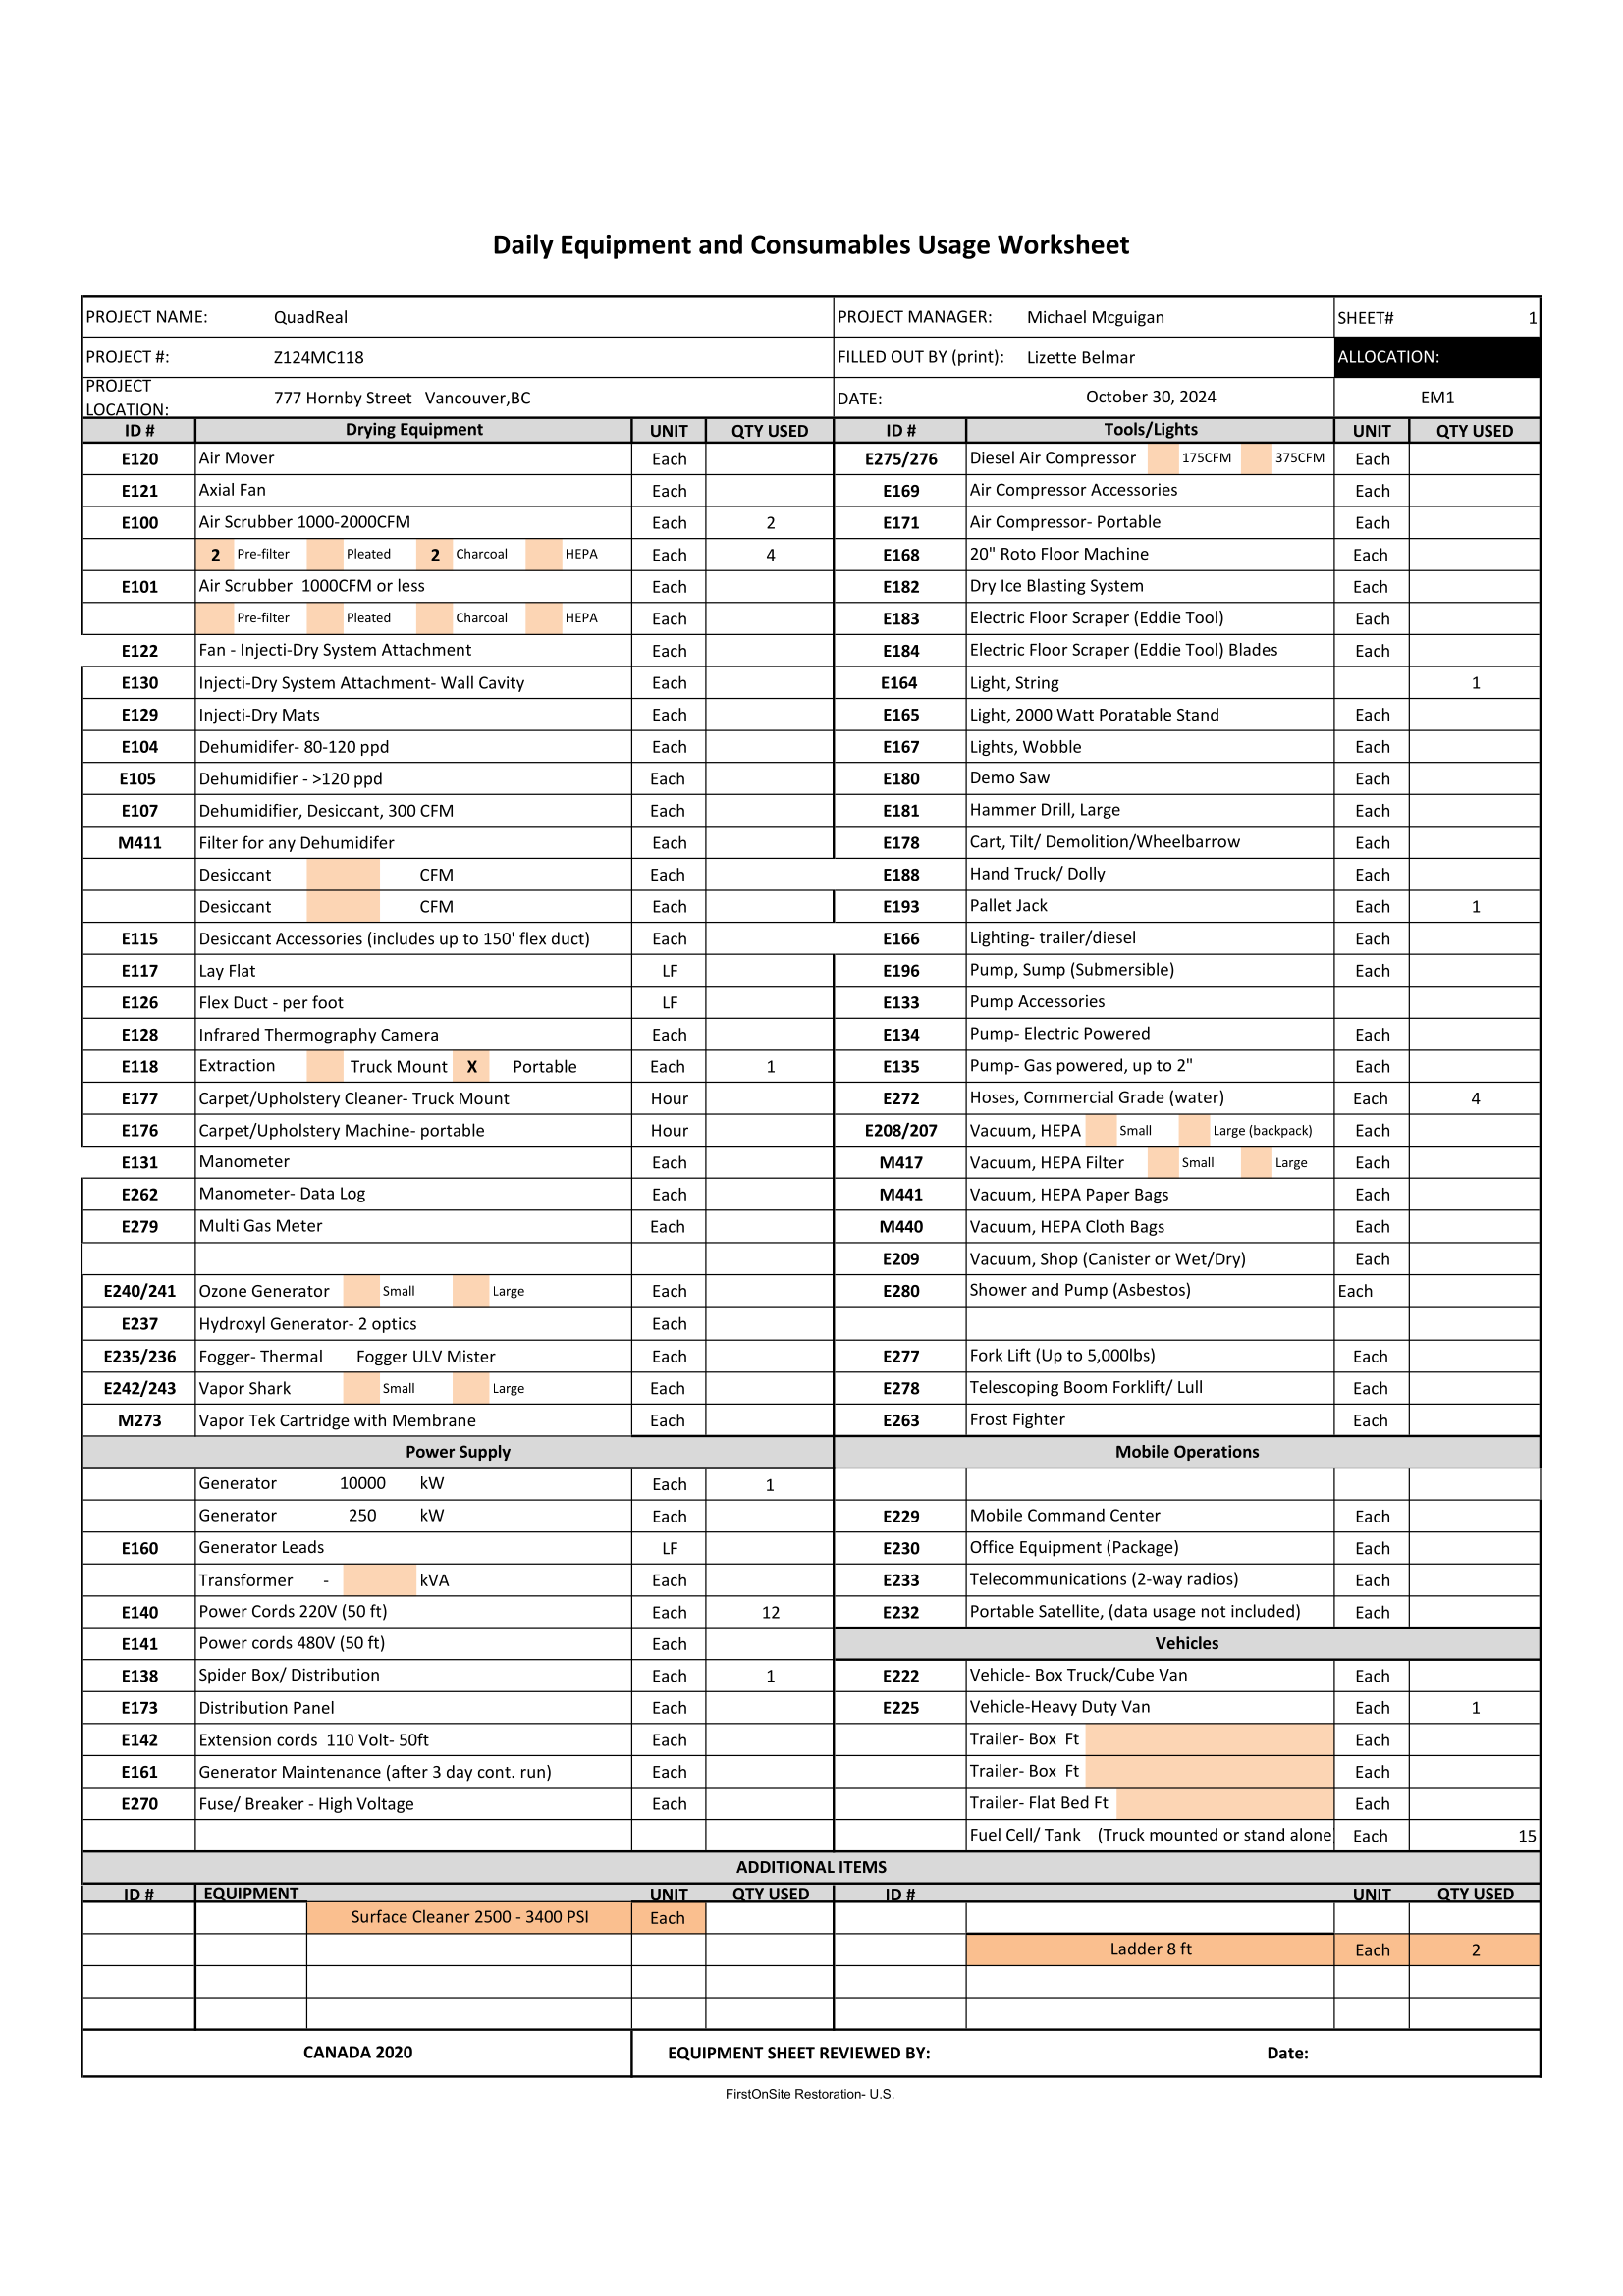 Daily Equipment and Consumables Usage Worksheet
PROJECT NAME: QuadReal PROJECT MANAGER: Michael Mcguigan SHEET# 1
PROJECT #: Z124MC118 FILLED OUT BY (print): Lizette Belmar ALLOCATION:
PROJECT LOCATION: 777 Hornby Street Vancouver,BC DATE: October 30, 2024 EM1
ID # Drying Equipment UNIT QTY USED ID # Tools/Lights UNIT QTY USED
E120 Air Mover Each E275/276 Diesel Air Compressor 175CFM 375CFM Each
E121 Axial Fan Each E169 Air Compressor Accessories Each
E100 Air Scrubber 1000-2000CFM Each 2 E171 Air Compressor- Portable Each
2 Pre-filter Pleated 2 Charcoal HEPA Each 4 E168 20" Roto Floor Machine Each
E101 Air Scrubber 1000CFM or less Each E182 Dry Ice Blasting System Each
Pre-filter Pleated Charcoal HEPA Each E183 Electric Floor Scraper (Eddie Tool) Each
E122 Fan - Injecti-Dry System Attachment Each E184 Electric Floor Scraper (Eddie Tool) Blades Each
E130 Injecti-Dry System Attachment- Wall Cavity Each E164 Light, String 1
E129 Injecti-Dry Mats Each E165 Light, 2000 Watt Poratable Stand Each
E104 Dehumidifer- 80-120 ppd Each E167 Lights, Wobble Each
E105 Dehumidifier - >120 ppd Each E180 Demo Saw Each
E107 Dehumidifier, Desiccant, 300 CFM Each E181 Hammer Drill, Large Each
M411 Filter for any Dehumidifer Each E178 Cart, Tilt/ Demolition/Wheelbarrow Each
Desiccant CFM Each E188 Hand Truck/ Dolly Each
Desiccant CFM Each E193 Pallet Jack Each 1
E115 Desiccant Accessories (includes up to 150' flex duct) Each E166 Lighting- trailer/diesel Each
E117 Lay Flat LF E196 Pump, Sump (Submersible) Each
E126 Flex Duct - per foot LF E133 Pump Accessories
E128 Infrared Thermography Camera Each E134 Pump- Electric Powered Each
E118 Extraction Truck Mount X Portable Each 1 E135 Pump- Gas powered, up to 2" Each
E177 Carpet/Upholstery Cleaner- Truck Mount Hour E272 Hoses, Commercial Grade (water) Each 4
E176 Carpet/Upholstery Machine- portable Hour E208/207 Vacuum, HEPA Small Large (backpack) Each
E131 Manometer Each M417 Vacuum, HEPA Filter Small Large Each
E262 Manometer- Data Log Each M441 Vacuum, HEPA Paper Bags Each
E279 Multi Gas Meter Each M440 Vacuum, HEPA Cloth Bags Each
E209 Vacuum, Shop (Canister or Wet/Dry) Each
E240/241 Ozone Generator Small Large Each E280 Shower and Pump (Asbestos) Each
E237 Hydroxyl Generator- 2 optics Each
E235/236 Fogger- Thermal Fogger ULV Mister Each E277 Fork Lift (Up to 5,000lbs) Each
E242/243 Vapor Shark Small Large Each E278 Telescoping Boom Forklift/ Lull Each
M273 Vapor Tek Cartridge with Membrane Each E263 Frost Fighter Each
Power Supply Mobile Operations
Generator 10000 kW Each 1
Generator 250 kW Each E229 Mobile Command Center Each
E160 Generator Leads LF E230 Office Equipment (Package) Each
Transformer - kVA Each E233 Telecommunications (2-way radios) Each
E140 Power Cords 220V (50 ft) Each 12 E232 Portable Satellite, (data usage not included) Each
E141 Power cords 480V (50 ft) Each Vehicles
E138 Spider Box/ Distribution Each 1 E222 Vehicle- Box Truck/Cube Van Each
E173 Distribution Panel Each E225 Vehicle-Heavy Duty Van Each 1
E142 Extension cords 110 Volt- 50ft Each Trailer- Box Ft Each
E161 Generator Maintenance (after 3 day cont. run) Each Trailer- Box Ft Each
E270 Fuse/ Breaker - High Voltage Each Trailer- Flat Bed Ft Each
Fuel Cell/ Tank (Truck mounted or stand alone Each 15
ADDITIONAL ITEMS
ID # EQUIPMENT UNIT QTY USED ID # UNIT QTY USED
Surface Cleaner 2500 - 3400 PSI Each
Ladder 8 ft Each 2
CANADA 2020 EQUIPMENT SHEET REVIEWED BY: Date:
FirstOnSite Restoration- U.S.